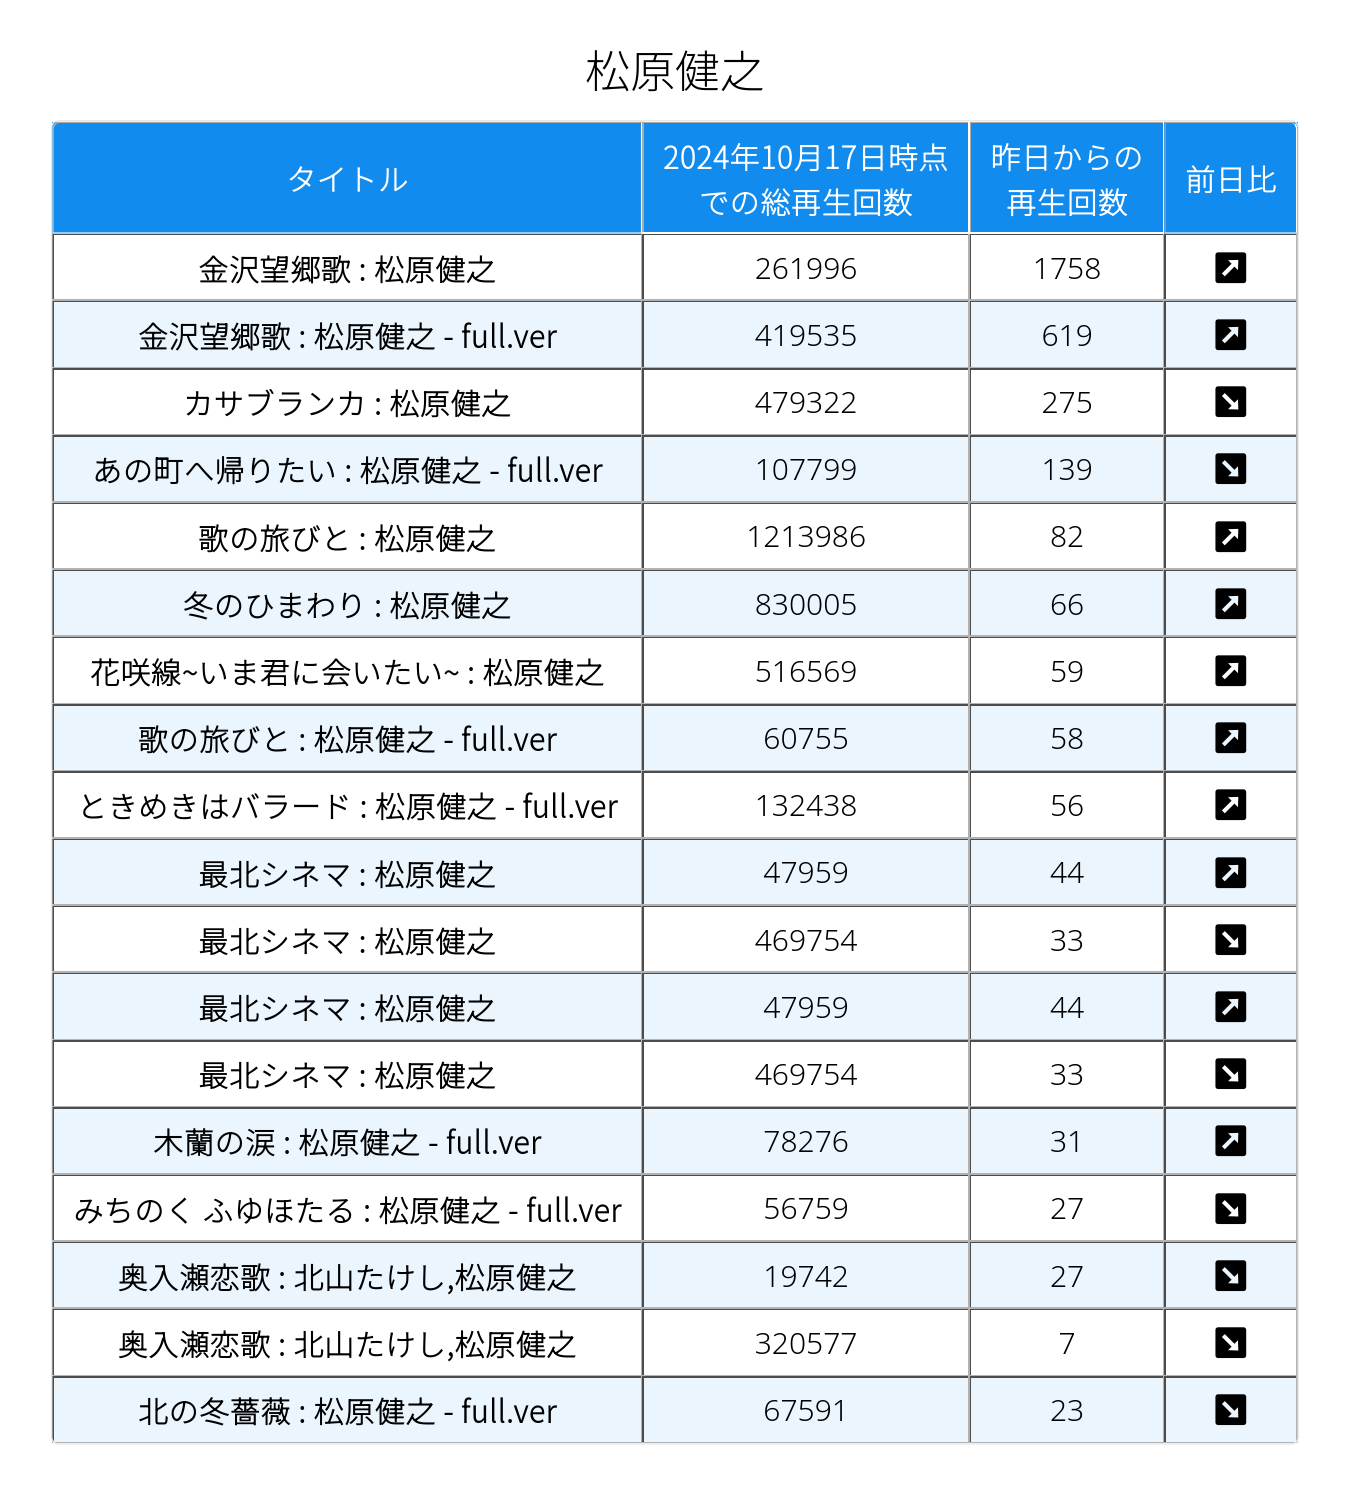 松原健之
タイトル 2024年10月17日時点での総再生回数 昨日からの再生回数 前日比
金沢望郷歌 : 松原健之 261996 1758 ↗
金沢望郷歌 : 松原健之 - full.ver 419535 619 ↗
カサブランカ : 松原健之 479322 275 ↘
あの町へ帰りたい : 松原健之 - full.ver 107799 139 ↘
歌の旅びと : 松原健之 1213986 82 ↗
冬のひまわり : 松原健之 830005 66 ↗
花咲線~いま君に会いたい~ : 松原健之 516569 59 ↗
歌の旅びと : 松原健之 - full.ver 60755 58 ↗
ときめきはバラード : 松原健之 - full.ver 132438 56 ↗
最北シネマ : 松原健之 47959 44 ↗
最北シネマ : 松原健之 469754 33 ↘
最北シネマ : 松原健之 47959 44 ↗
最北シネマ : 松原健之 469754 33 ↘
木蘭の涙 : 松原健之 - full.ver 78276 31 ↗
みちのく ふゆほたる : 松原健之 - full.ver 56759 27 ↘
奥入瀬恋歌 : 北山たけし,松原健之 19742 27 ↘
奥入瀬恋歌 : 北山たけし,松原健之 320577 7 ↘
北の冬薔薇 : 松原健之 - full.ver 67591 23 ↘